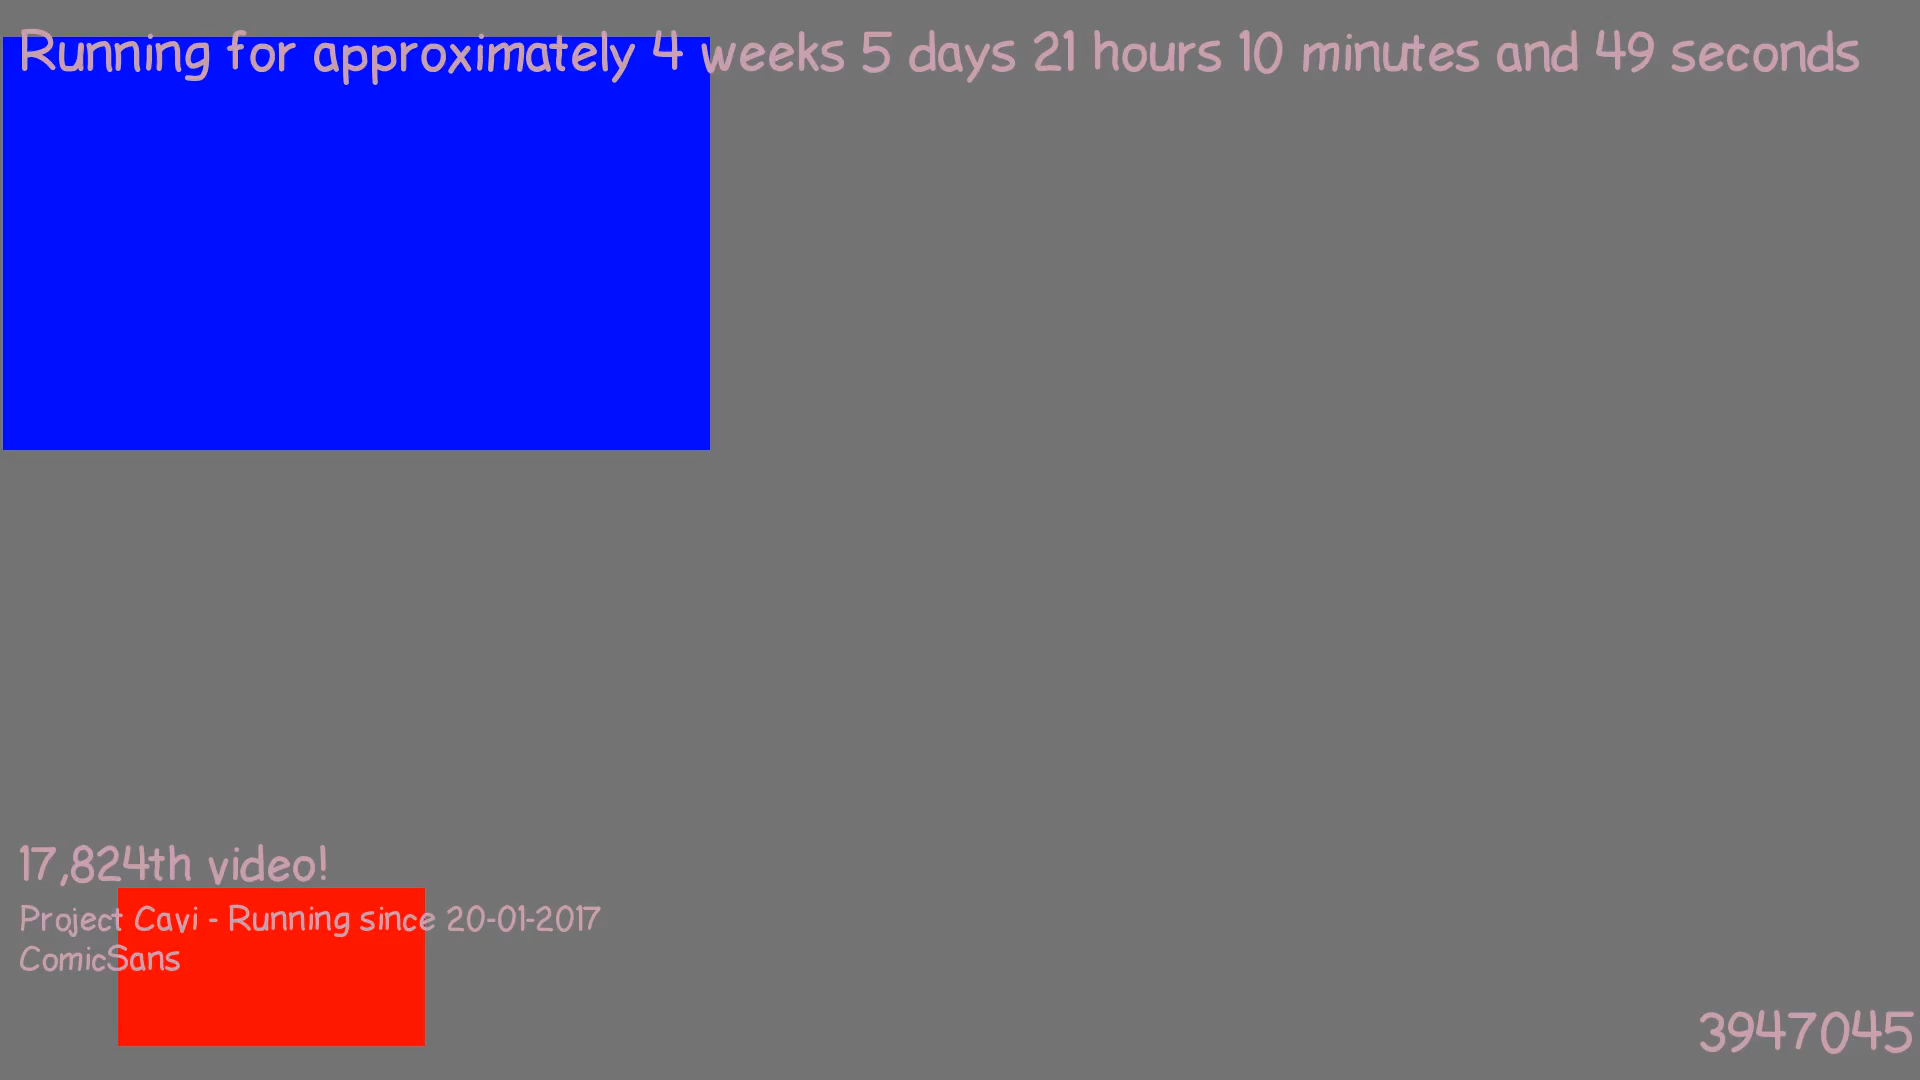 Running for approximately 4 weeks 5 days 21 hours 10 minutes and 49 seconds
17,824th video!
Project Cavi - Running since 20-01-2017
ComicSans
3947045